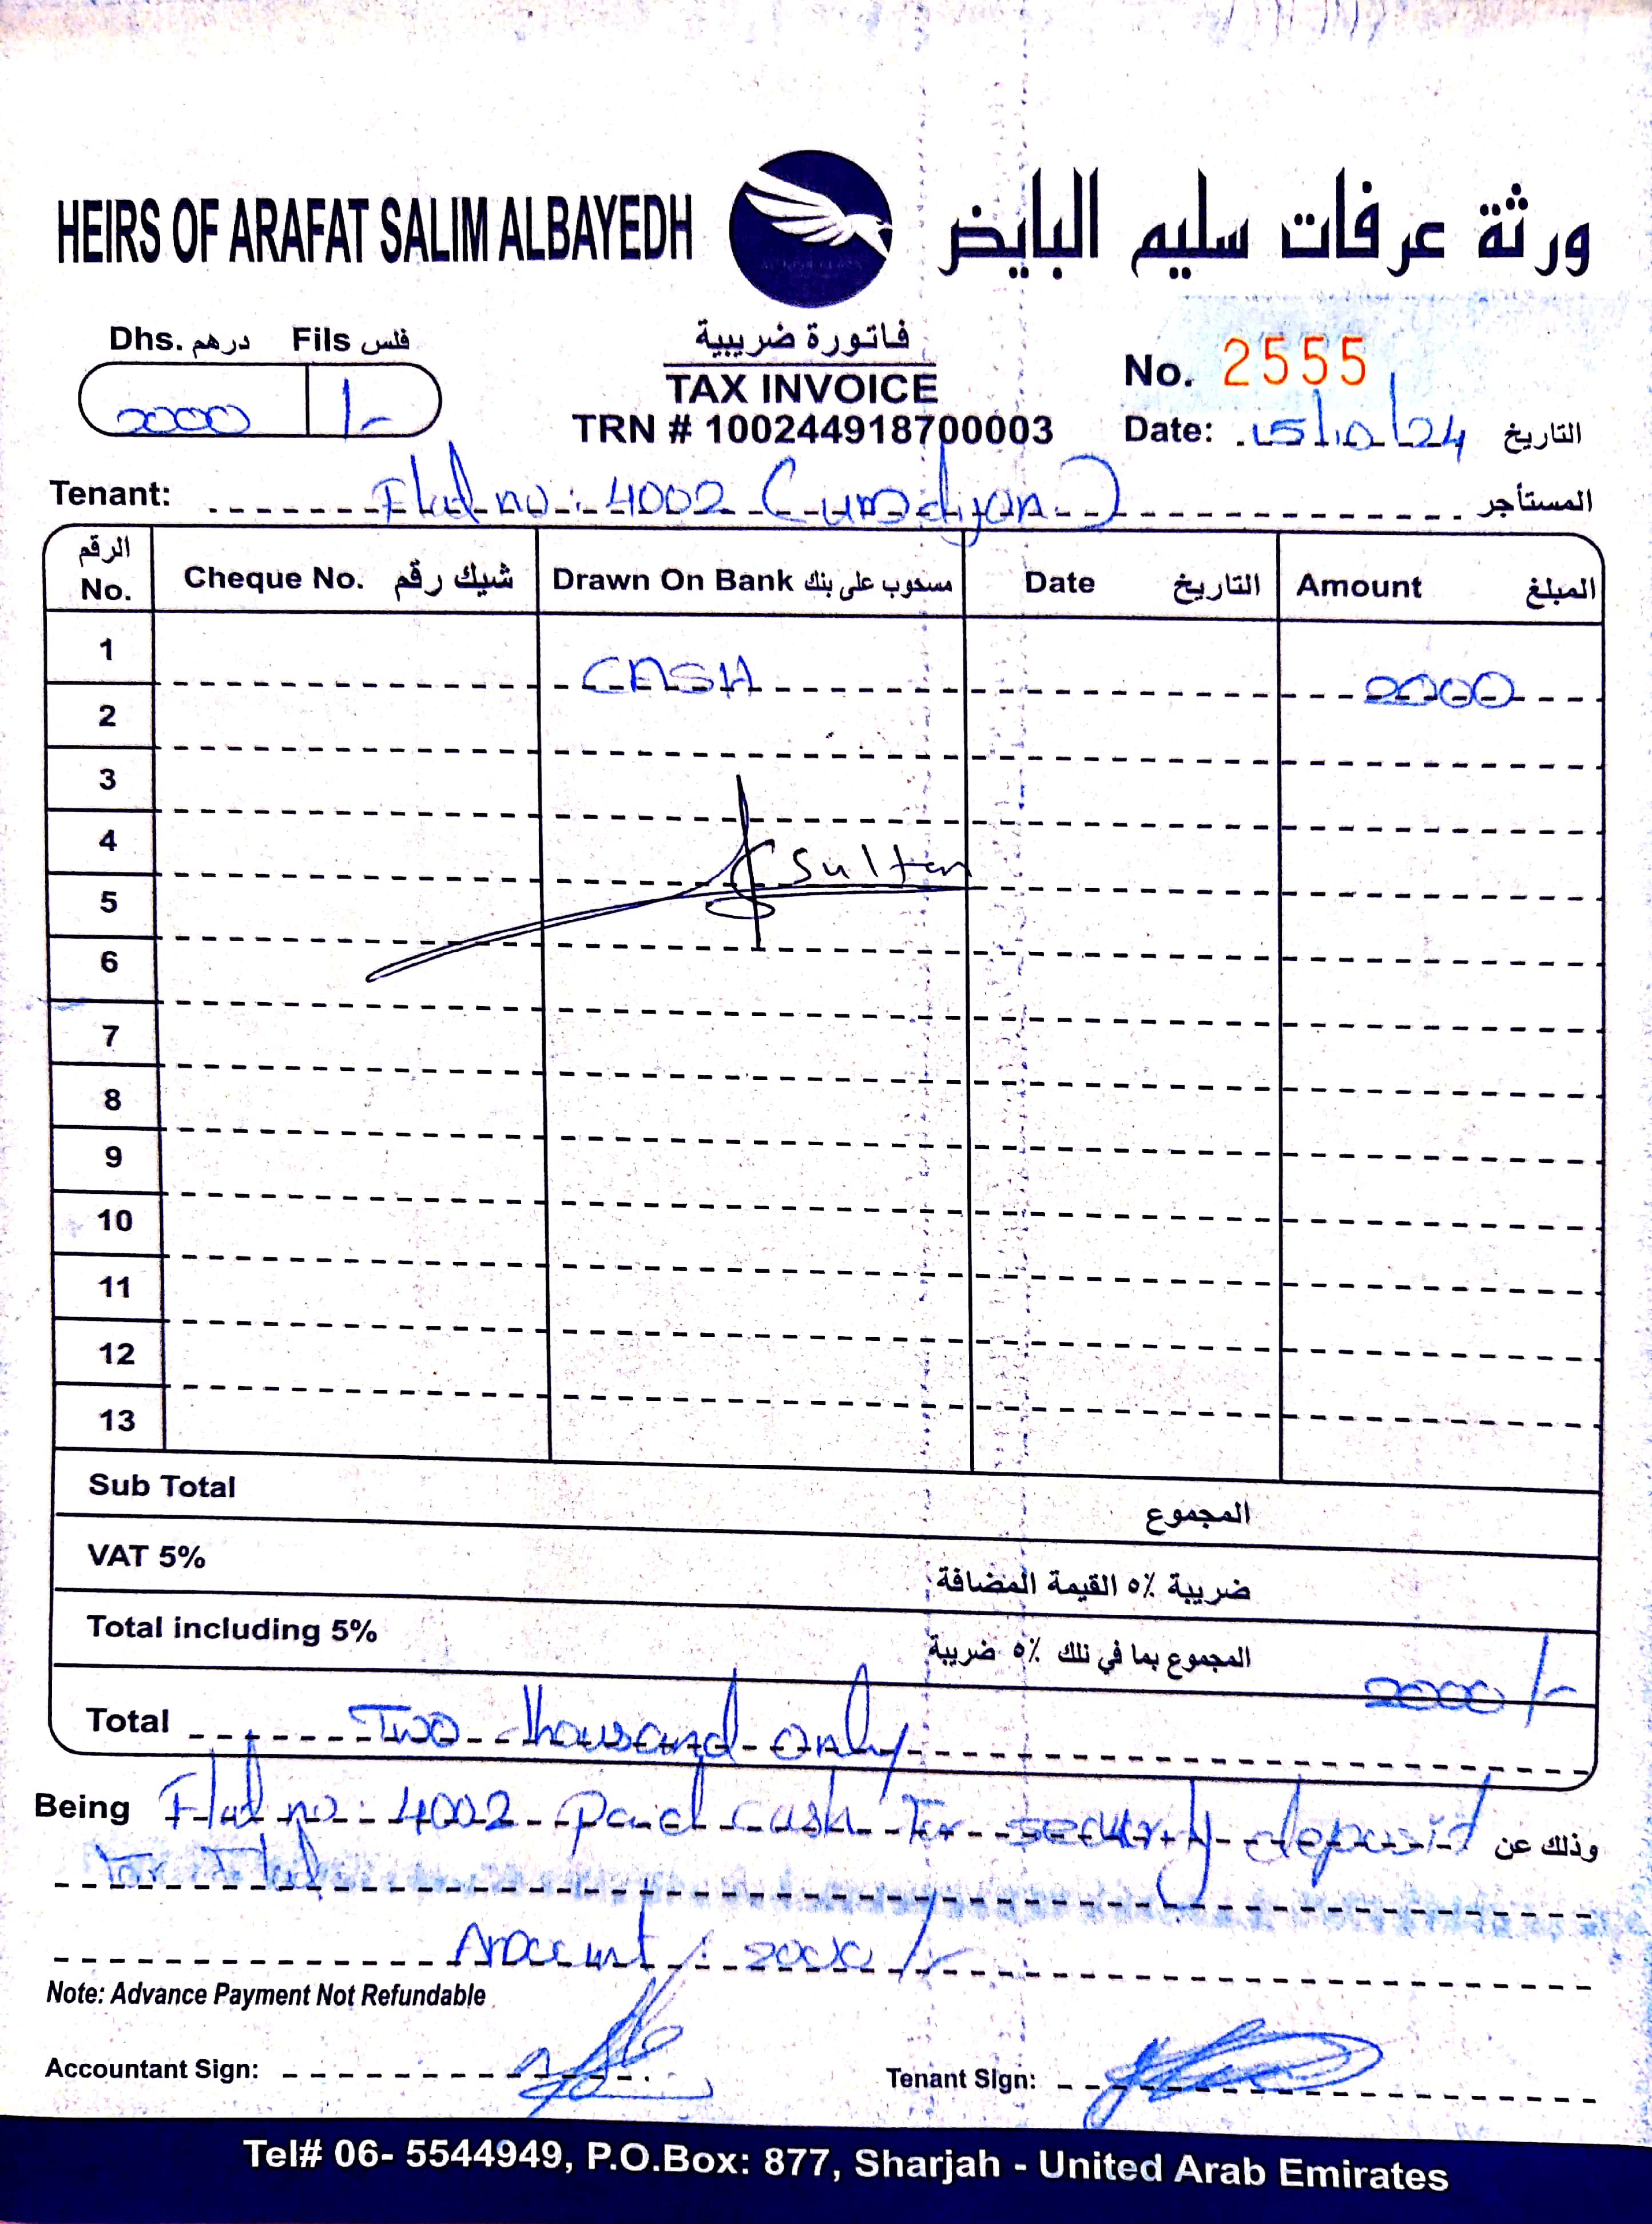 HEIRS OF ARAFAT SALIM ALBAYEDH ورثة عرفات سليم البايض
Dhs. درهم Fils فلس
2000 /-
فاتورة ضريبية
TAX INVOICE
TRN # 100244918700003
No. 2555
Date: 15/10/24 التاريخ
Tenant: Flat no: 4002 المستأجر
الرقم No. Cheque No. شيك رقم Drawn On Bank مسحوب على بنك Date التاريخ Amount المبلغ
1 CASH 2000
2
3
4 Sultan
5
6
7
8
9
10
11
12
13
Sub Total المجموع
VAT 5% ضريبة ٥٪ القيمة المضافة
Total including 5% المجموع بما في ذلك ٥٪ ضريبة 2000/-
Total Two thousand only
Being Flat no: 4002 paid cash for security deposit وذلك عن
for Flat
Amount: 2000/-
Note: Advance Payment Not Refundable
Accountant Sign: Tenant Sign:
Tel# 06- 5544949, P.O.Box: 877, Sharjah - United Arab Emirates